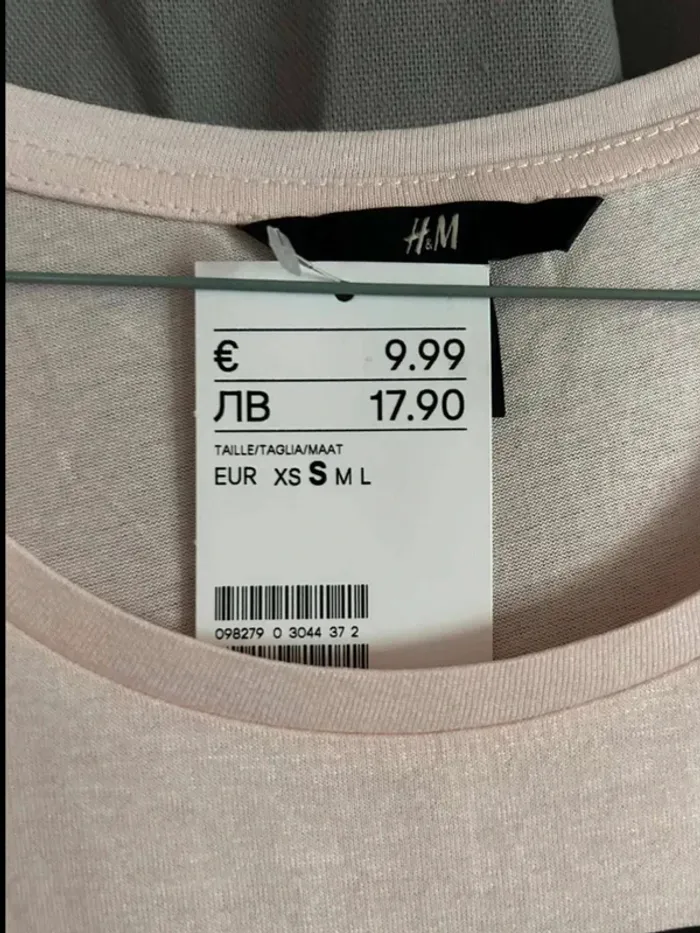 H&M
€ 9.99
ЛВ 17.90
TAILLE/TAGLIA/MAAT
EUR XS S M L
098279 0 3044 37 2